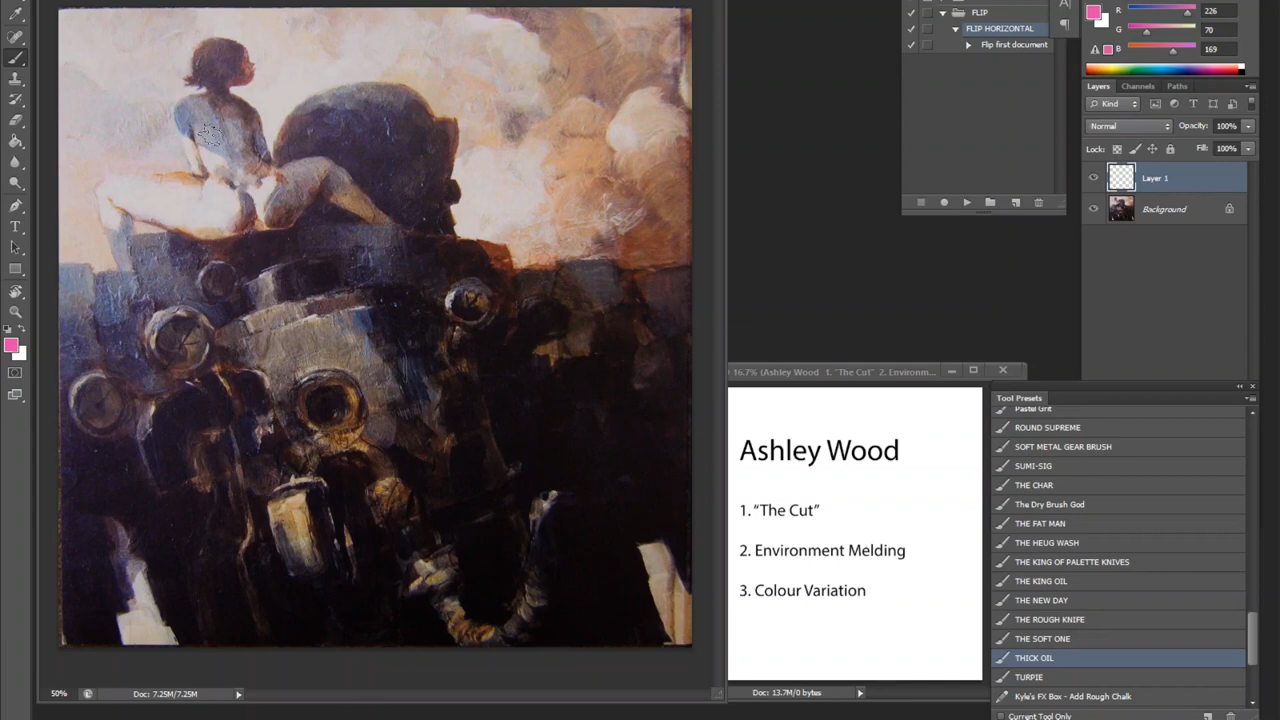 FLIP
FLIP HORIZONTAL
Flip first document
R 226
G 70
B 169
Layers Channels Paths
Kind
Normal Opacity: 100%
Lock: Fill: 100%
Layer 1
Background
16.7% (Ashley Wood 1. "The Cut" 2. Environm...
Ashley Wood
1. “The Cut”
2. Environment Melding
3. Colour Variation
Tool Presets
Pastel Grit
ROUND SUPREME
SOFT METAL GEAR BRUSH
SUMI-SIG
THE CHAR
The Dry Brush God
THE FAT MAN
THE HEUG WASH
THE KING OF PALETTE KNIVES
THE KING OIL
THE NEW DAY
THE ROUGH KNIFE
THE SOFT ONE
THICK OIL
TURPIE
Kyle's FX Box - Add Rough Chalk
Current Tool Only
50% Doc: 7.25M/7.25M
Doc: 13.7M/0 bytes